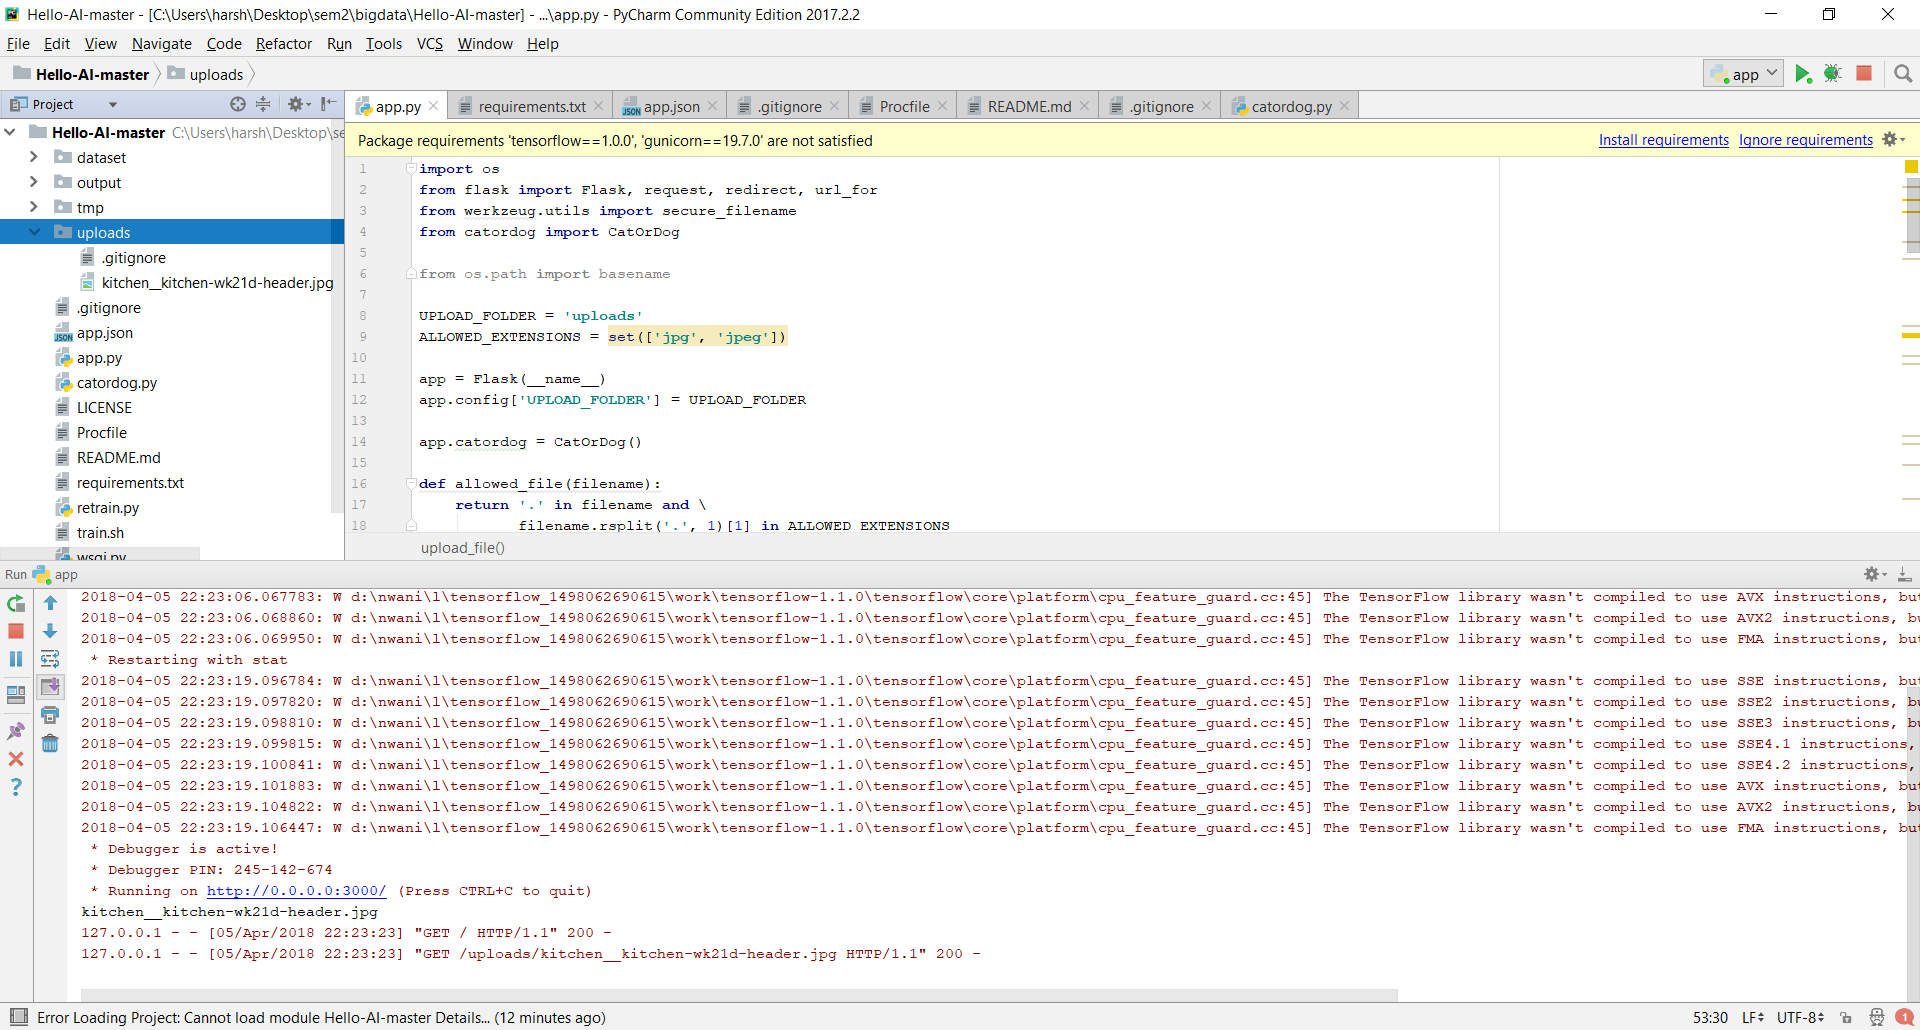 Hello-AI-master - [C:\Users\harsh\Desktop\sem2\bigdata\Hello-AI-master] - ...\app.py - PyCharm Community Edition 2017.2.2
File Edit View Navigate Code Refactor Run Tools VCS Window Help
Hello-AI-master uploads app
Project
app.py requirements.txt app.json .gitignore Procfile README.md .gitignore catordog.py
Hello-AI-master C:\Users\harsh\Desktop\se
dataset
output
tmp
uploads
.gitignore
kitchen__kitchen-wk21d-header.jpg
.gitignore
app.json
app.py
catordog.py
LICENSE
Procfile
README.md
requirements.txt
retrain.py
train.sh
wsgi.py
Package requirements 'tensorflow==1.0.0', 'gunicorn==19.7.0' are not satisfied Install requirements Ignore requirements
1 import os
2 from flask import Flask, request, redirect, url_for
3 from werkzeug.utils import secure_filename
4 from catordog import CatOrDog
5
6 from os.path import basename
7
8 UPLOAD_FOLDER = 'uploads'
9 ALLOWED_EXTENSIONS = set(['jpg', 'jpeg'])
10
11 app = Flask(__name__)
12 app.config['UPLOAD_FOLDER'] = UPLOAD_FOLDER
13
14 app.catordog = CatOrDog()
15
16 def allowed_file(filename):
17 return '.' in filename and \
18 filename.rsplit('.', 1)[1] in ALLOWED_EXTENSIONS
upload_file()
Run app
2018-04-05 22:23:06.067783: W d:\nwani\l\tensorflow_1498062690615\work\tensorflow-1.1.0\tensorflow\core\platform\cpu_feature_guard.cc:45] The TensorFlow library wasn't compiled to use AVX instructions, but
2018-04-05 22:23:06.068860: W d:\nwani\l\tensorflow_1498062690615\work\tensorflow-1.1.0\tensorflow\core\platform\cpu_feature_guard.cc:45] The TensorFlow library wasn't compiled to use AVX2 instructions, bu
2018-04-05 22:23:06.069950: W d:\nwani\l\tensorflow_1498062690615\work\tensorflow-1.1.0\tensorflow\core\platform\cpu_feature_guard.cc:45] The TensorFlow library wasn't compiled to use FMA instructions, but
* Restarting with stat
2018-04-05 22:23:19.096784: W d:\nwani\l\tensorflow_1498062690615\work\tensorflow-1.1.0\tensorflow\core\platform\cpu_feature_guard.cc:45] The TensorFlow library wasn't compiled to use SSE instructions, but
2018-04-05 22:23:19.097820: W d:\nwani\l\tensorflow_1498062690615\work\tensorflow-1.1.0\tensorflow\core\platform\cpu_feature_guard.cc:45] The TensorFlow library wasn't compiled to use SSE2 instructions, bu
2018-04-05 22:23:19.098810: W d:\nwani\l\tensorflow_1498062690615\work\tensorflow-1.1.0\tensorflow\core\platform\cpu_feature_guard.cc:45] The TensorFlow library wasn't compiled to use SSE3 instructions, bu
2018-04-05 22:23:19.099815: W d:\nwani\l\tensorflow_1498062690615\work\tensorflow-1.1.0\tensorflow\core\platform\cpu_feature_guard.cc:45] The TensorFlow library wasn't compiled to use SSE4.1 instructions,
2018-04-05 22:23:19.100841: W d:\nwani\l\tensorflow_1498062690615\work\tensorflow-1.1.0\tensorflow\core\platform\cpu_feature_guard.cc:45] The TensorFlow library wasn't compiled to use SSE4.2 instructions,
2018-04-05 22:23:19.101883: W d:\nwani\l\tensorflow_1498062690615\work\tensorflow-1.1.0\tensorflow\core\platform\cpu_feature_guard.cc:45] The TensorFlow library wasn't compiled to use AVX instructions, but
2018-04-05 22:23:19.104822: W d:\nwani\l\tensorflow_1498062690615\work\tensorflow-1.1.0\tensorflow\core\platform\cpu_feature_guard.cc:45] The TensorFlow library wasn't compiled to use AVX2 instructions, bu
2018-04-05 22:23:19.106447: W d:\nwani\l\tensorflow_1498062690615\work\tensorflow-1.1.0\tensorflow\core\platform\cpu_feature_guard.cc:45] The TensorFlow library wasn't compiled to use FMA instructions, but
* Debugger is active!
* Debugger PIN: 245-142-674
* Running on http://0.0.0.0:3000/ (Press CTRL+C to quit)
kitchen__kitchen-wk21d-header.jpg
127.0.0.1 - - [05/Apr/2018 22:23:23] "GET / HTTP/1.1" 200 -
127.0.0.1 - - [05/Apr/2018 22:23:23] "GET /uploads/kitchen__kitchen-wk21d-header.jpg HTTP/1.1" 200 -
Error Loading Project: Cannot load module Hello-AI-master Details... (12 minutes ago) 53:30 LF UTF-8 1